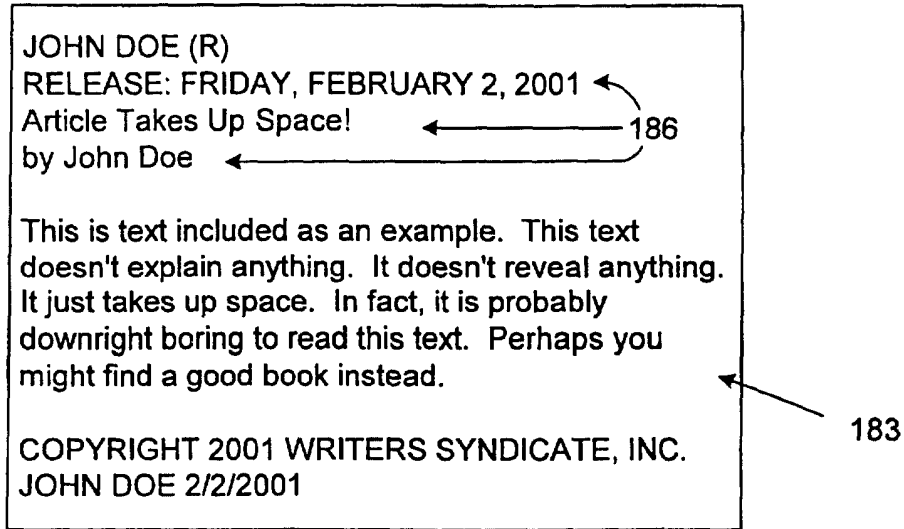 JOHN DOE (R)
RELEASE: FRIDAY, FEBRUARY 2, 2001
Article Takes Up Space!
186
by John Doe
This is text included as an example. This text
doesn't explain anything. It doesn't reveal anything.
It just takes up space. In fact, it is probably
downright boring to read this text. Perhaps you
might find a good book instead.
183
COPYRIGHT 2001 WRITERS SYNDICATE, INC.
JOHN DOE 2/2/2001